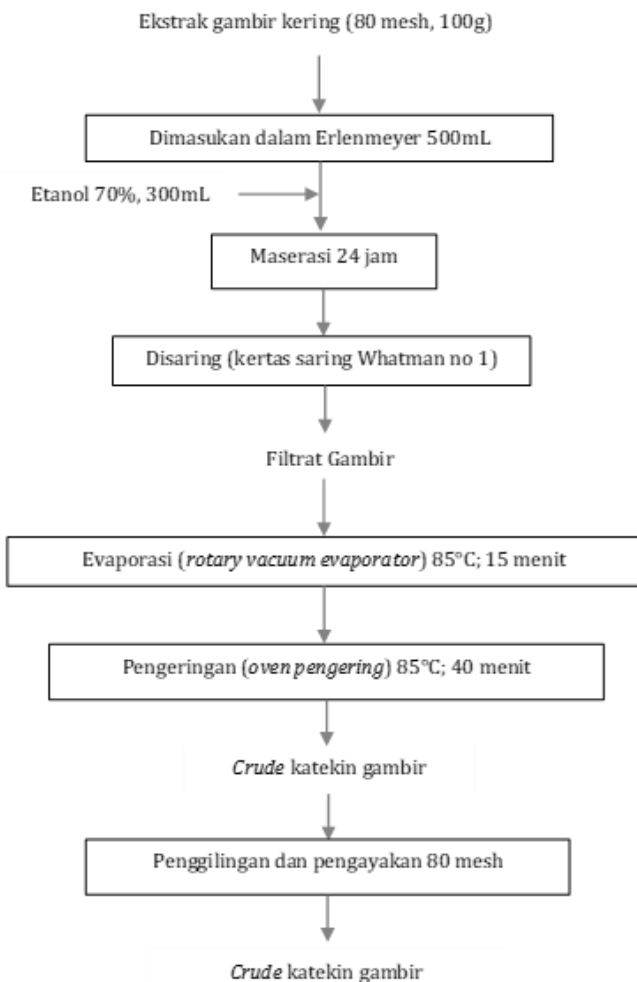 Ekstrak gambir kering (80 mesh, 100g)
Dimasukan dalam Erlenmeyer 500mL
Etanol 70%, 300mL
Maserasi 24 jam
Disaring (kertas saring Whatman no 1)
Filtrat Gambir
Evaporasi (rotary vacuum evaporator) 85°C; 15 menit
Pengeringan (oven pengering) 85°C; 40 menit
Crude katekin gambir
Penggilingan dan pengayakan 80 mesh
Crude katekin gambir